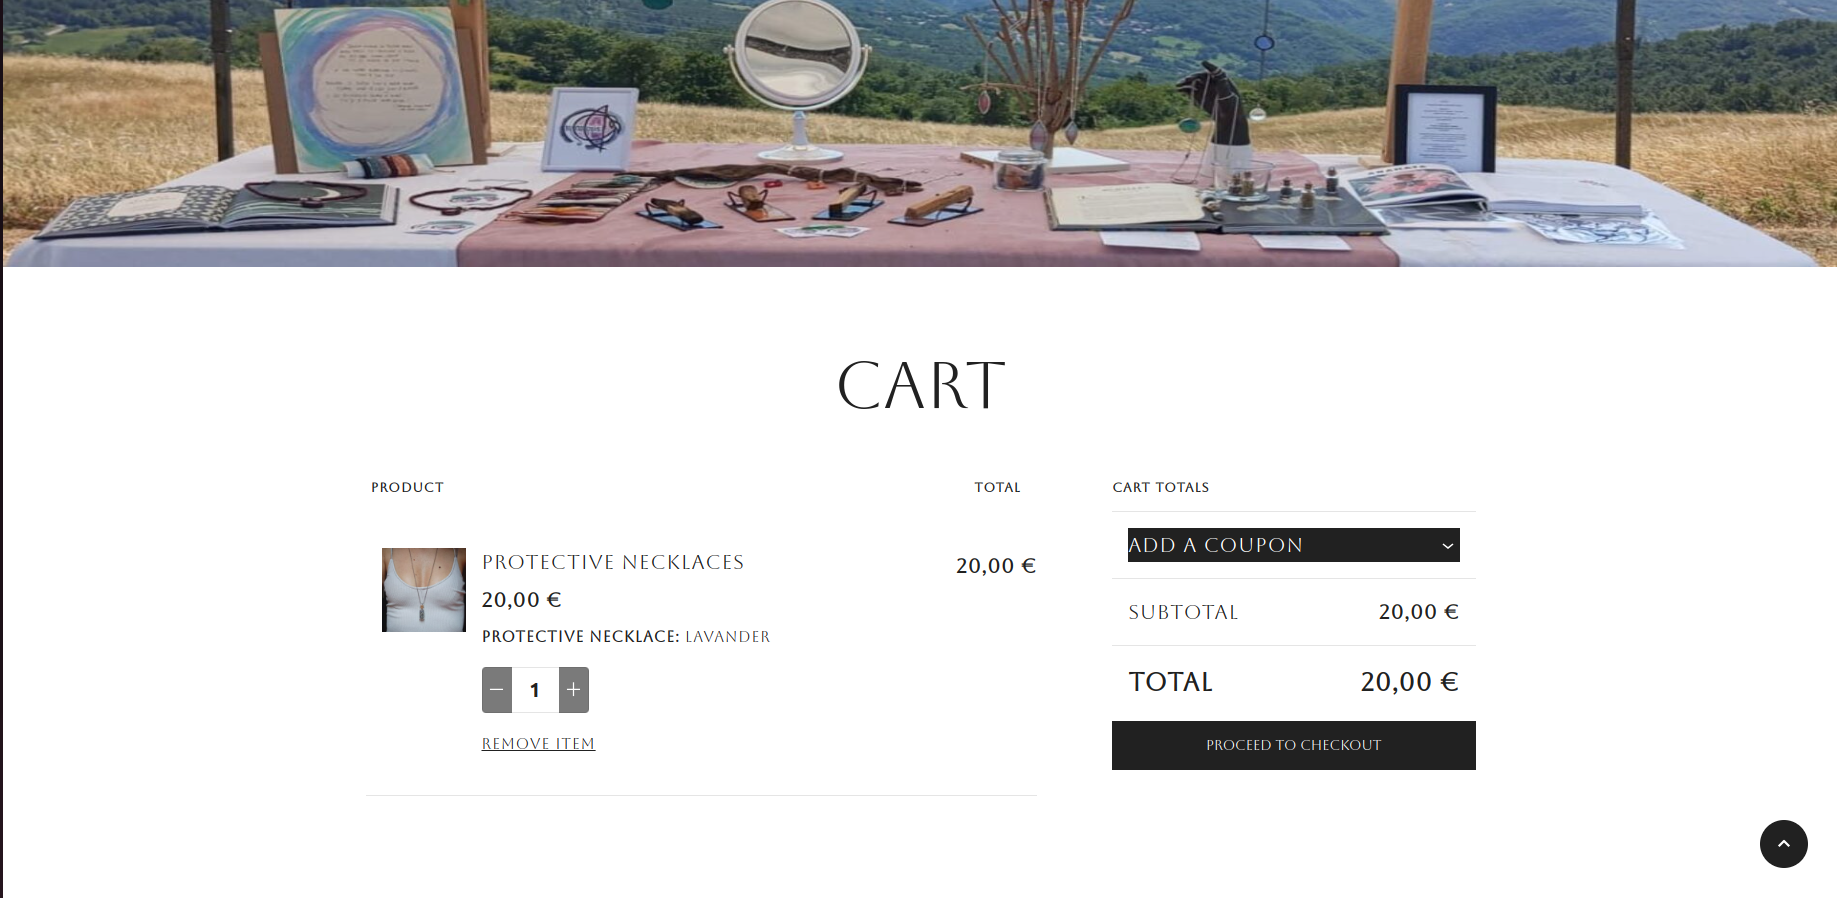 CART
PRODUCT
TOTAL
PROTECTIVE NECKLACES
20,00 €
20,00 €
PROTECTIVE NECKLACE: LAVANDER
1
REMOVE ITEM
CART TOTALS
ADD A COUPON
SUBTOTAL 20,00 €
TOTAL 20,00 €
PROCEED TO CHECKOUT